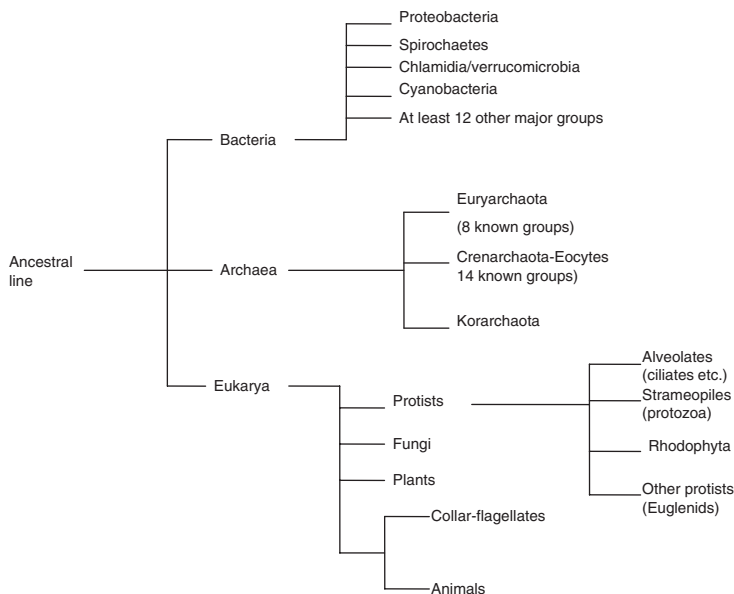 Proteobacteria
Spirochaetes
Chlamidia/verrucomicrobia
Cyanobacteria
At least 12 other major groups
Bacteria
Euryarchaota
(8 known groups)
Ancestral
line
Archaea
Crenarchaota-Eocytes
14 known groups)
Korarchaota
Eukarya
Protists
Alveolates
(ciliates etc.)
Strameopiles
(protozoa)
Rhodophyta
Other protists
(Euglenids)
Fungi
Plants
Collar-flagellates
Animals